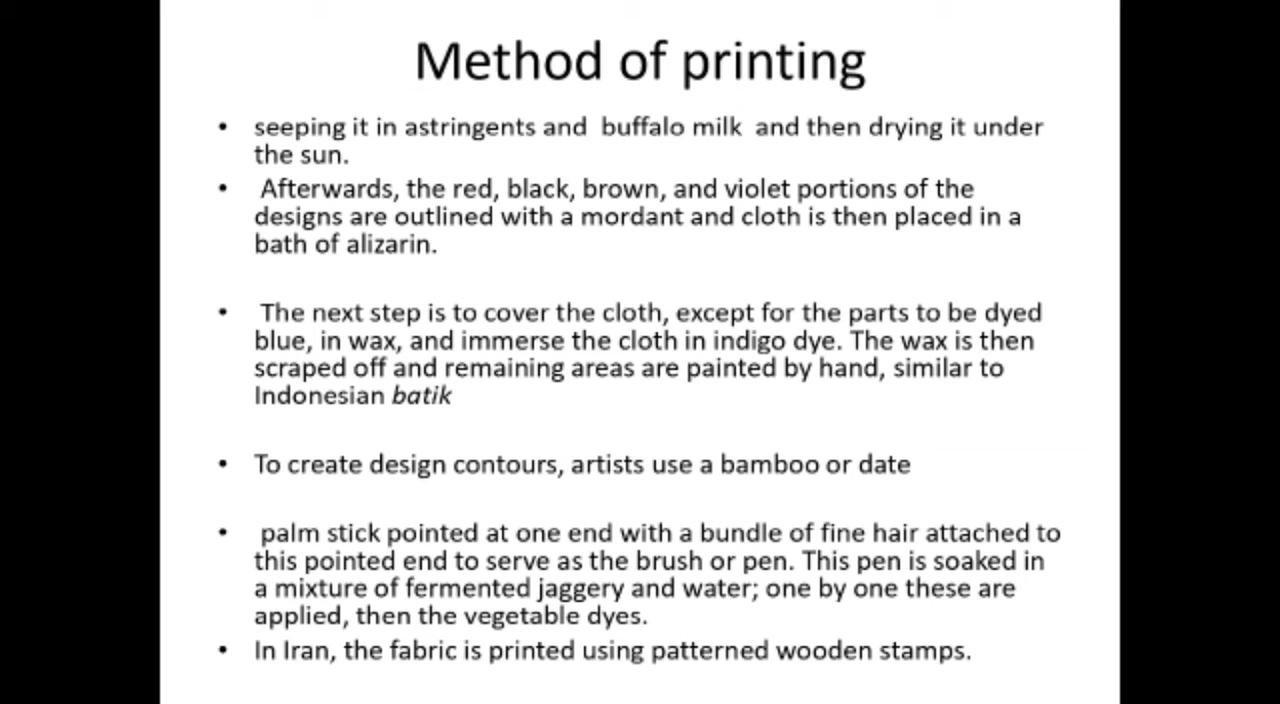 Method of printing
• seeping it in astringents and buffalo milk and then drying it under
the sun.
• Afterwards, the red, black, brown, and violet portions of the
designs are outlined with a mordant and cloth is then placed in a
bath of alizarin.
• The next step is to cover the cloth, except for the parts to be dyed
blue, in wax, and immerse the cloth in indigo dye. The wax is then
scraped off and remaining areas are painted by hand, similar to
Indonesian batik
• To create design contours, artists use a bamboo or date
• palm stick pointed at one end with a bundle of fine hair attached to
this pointed end to serve as the brush or pen. This pen is soaked in
a mixture of fermented jaggery and water; one by one these are
applied, then the vegetable dyes.
• In Iran, the fabric is printed using patterned wooden stamps.